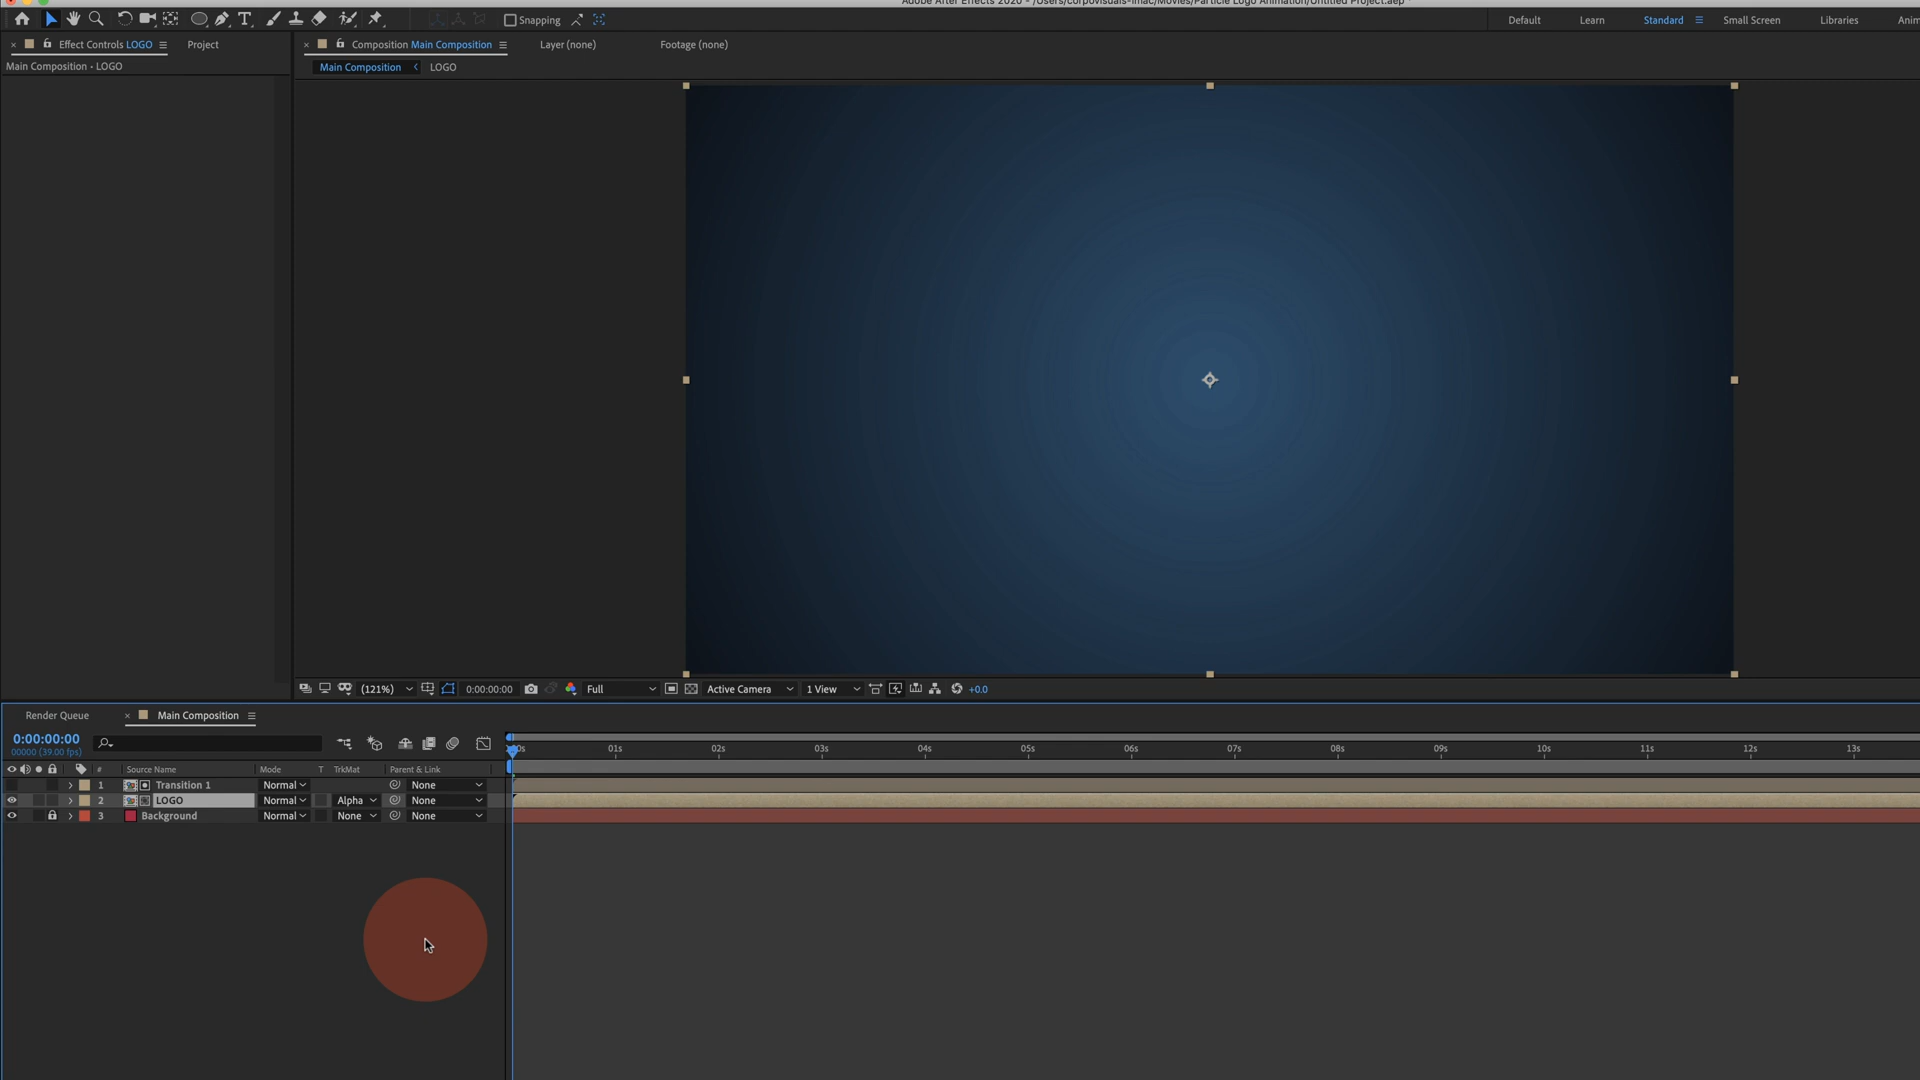 Adobe After Effects 2020 - /Users/corpovisuals-imac/Movies/Particle Logo Animation/Untitled Project.aep *
Snapping
Default Learn Standard Small Screen Libraries Anim
Effect Controls LOGO Project
Composition Main Composition Layer (none) Footage (none)
Main Composition • LOGO
Main Composition LOGO
(121%) 0:00:00:00 Full Active Camera 1 View +0.0
Render Queue Main Composition
0:00:00:00
00000 (39.00 fps)
01s 02s 03s 04s 05s 06s 07s 08s 09s 10s 11s 12s 13s
# Source Name Mode T TrkMat Parent & Link
1 Transition 1 Normal None
2 LOGO Normal Alpha None
3 Background Normal None None